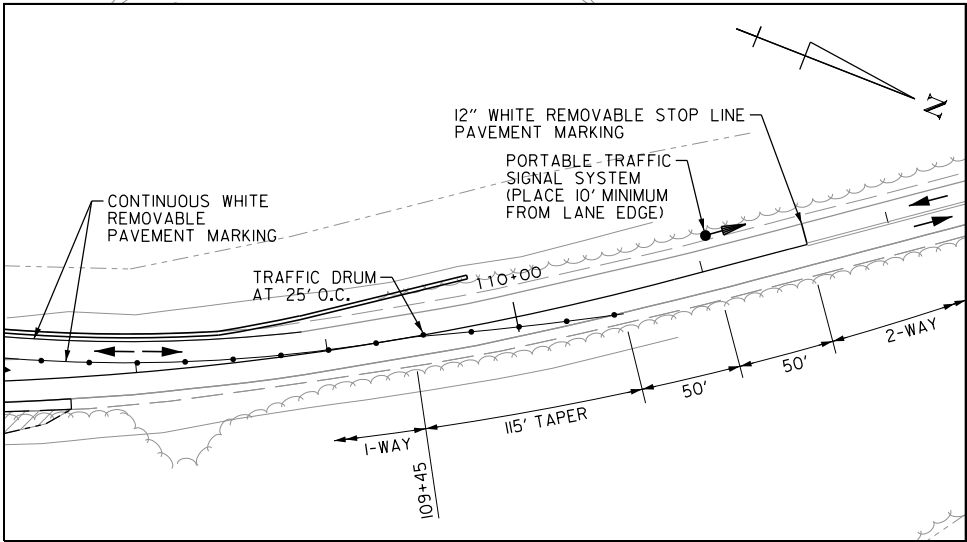 N
12" WHITE REMOVABLE STOP LINE
PAVEMENT MARKING
PORTABLE TRAFFIC
SIGNAL SYSTEM
(PLACE 10' MINIMUM
FROM LANE EDGE)
CONTINUOUS WHITE
REMOVABLE
PAVEMENT MARKING
TRAFFIC DRUM
AT 25' O.C.
110+00
2-WAY
50'
50'
115' TAPER
1-WAY
109+45